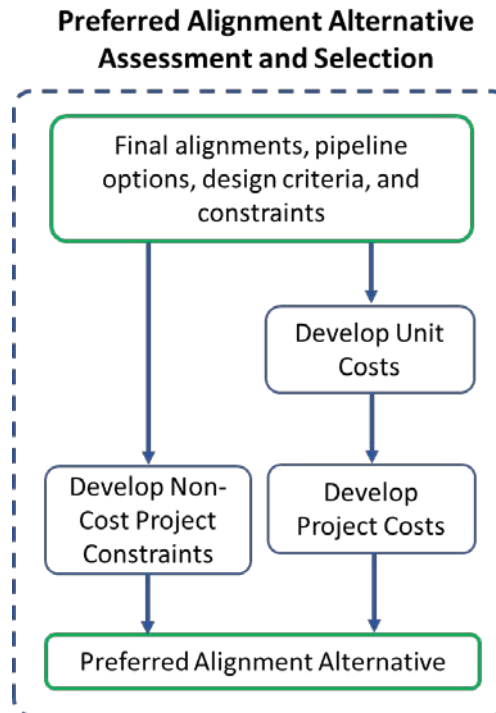 Preferred Alignment Alternative
Assessment and Selection
Final alignments, pipeline
options, design criteria, and
constraints
Develop Unit
Costs
Develop Non-
Cost Project
Constraints
Develop
Project Costs
Preferred Alignment Alternative